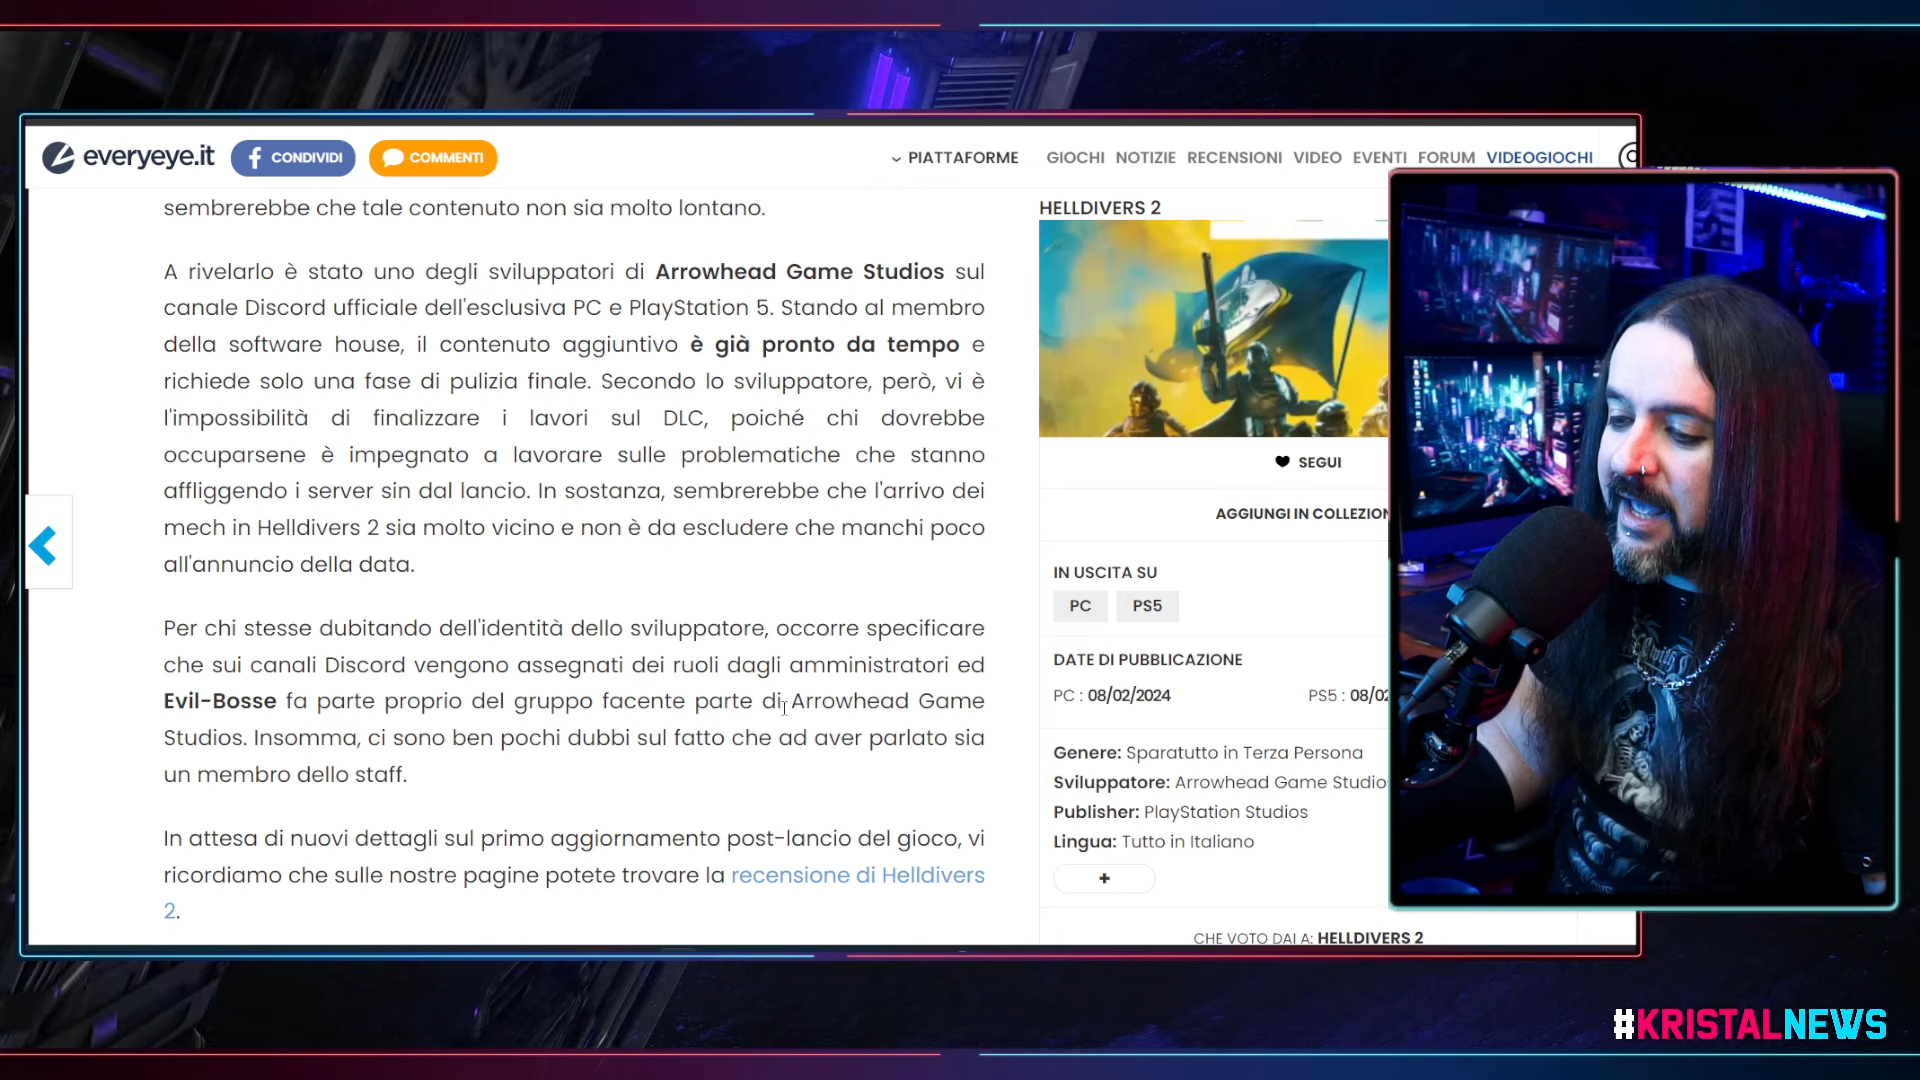 everyeye.it
CONDIVIDI
COMMENTI
PIATTAFORME
GIOCHI NOTIZIE RECENSIONI VIDEO EVENTI FORUM VIDEOGIOCHI
sembrerebbe che tale contenuto non sia molto lontano.
A rivelarlo è stato uno degli sviluppatori di Arrowhead Game Studios sul
canale Discord ufficiale dell'esclusiva PC e PlayStation 5. Stando al membro
della software house, il contenuto aggiuntivo è già pronto da tempo e
richiede solo una fase di pulizia finale. Secondo lo sviluppatore, però, vi è
l'impossibilità di finalizzare i lavori sul DLC, poiché chi dovrebbe
occuparsene è impegnato a lavorare sulle problematiche che stanno
affliggendo i server sin dal lancio. In sostanza, sembrerebbe che l'arrivo dei
mech in Helldivers 2 sia molto vicino e non è da escludere che manchi poco
all'annuncio della data.
Per chi stesse dubitando dell'identità dello sviluppatore, occorre specificare
che sui canali Discord vengono assegnati dei ruoli dagli amministratori ed
Evil-Bosse fa parte proprio del gruppo facente parte di Arrowhead Game
Studios. Insomma, ci sono ben pochi dubbi sul fatto che ad aver parlato sia
un membro dello staff.
In attesa di nuovi dettagli sul primo aggiornamento post-lancio del gioco, vi
ricordiamo che sulle nostre pagine potete trovare la recensione di Helldivers
2.
HELLDIVERS 2
SEGUI
AGGIUNGI IN COLLEZION
IN USCITA SU
PC PS5
DATE DI PUBBLICAZIONE
PC : 08/02/2024 PS5 : 08/02
Genere: Sparatutto in Terza Persona
Sviluppatore: Arrowhead Game Studio
Publisher: PlayStation Studios
Lingua: Tutto in Italiano
+
CHE VOTO DAI A: HELLDIVERS 2
#KRISTALNEWS